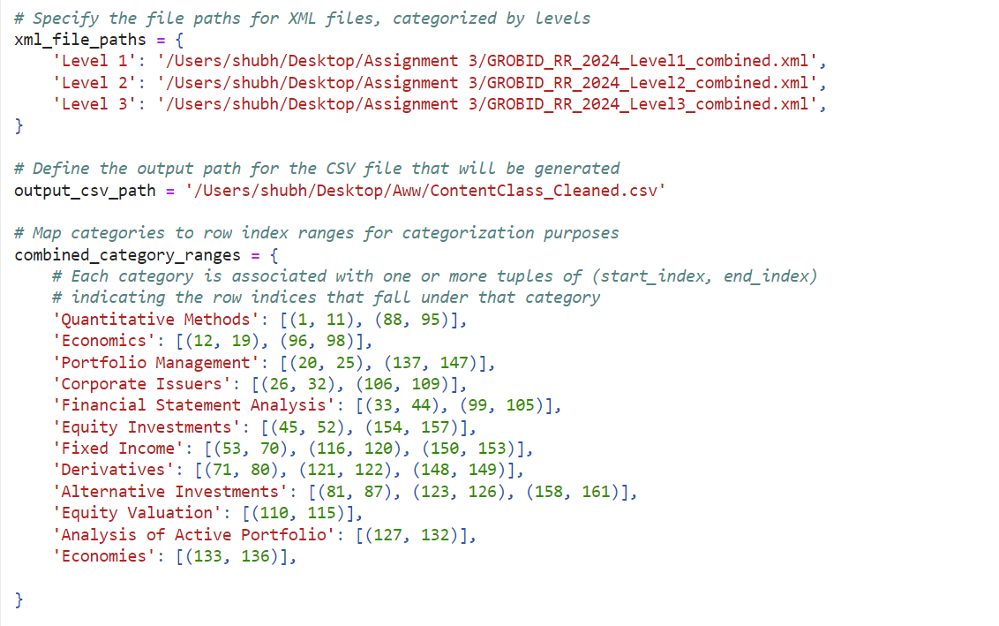 # Specify the file paths for XML files, categorized by levels
xml_file_paths = {
    'Level 1': '/Users/shubh/Desktop/Assignment 3/GROBID_RR_2024_Level1_combined.xml',
    'Level 2': '/Users/shubh/Desktop/Assignment 3/GROBID_RR_2024_Level2_combined.xml',
    'Level 3': '/Users/shubh/Desktop/Assignment 3/GROBID_RR_2024_Level3_combined.xml',
}
# Define the output path for the CSV file that will be generated
output_csv_path = '/Users/shubh/Desktop/Aww/ContentClass_Cleaned.csv'
# Map categories to row index ranges for categorization purposes
combined_category_ranges = {
    # Each category is associated with one or more tuples of (start_index, end_index)
    # indicating the row indices that fall under that category
    'Quantitative Methods': [(1, 11), (88, 95)],
    'Economics': [(12, 19), (96, 98)],
    'Portfolio Management': [(20, 25), (137, 147)],
    'Corporate Issuers': [(26, 32), (106, 109)],
    'Financial Statement Analysis': [(33, 44), (99, 105)],
    'Equity Investments': [(45, 52), (154, 157)],
    'Fixed Income': [(53, 70), (116, 120), (150, 153)],
    'Derivatives': [(71, 80), (121, 122), (148, 149)],
    'Alternative Investments': [(81, 87), (123, 126), (158, 161)],
    'Equity Valuation': [(110, 115)],
    'Analysis of Active Portfolio': [(127, 132)],
    'Economies': [(133, 136)],
}